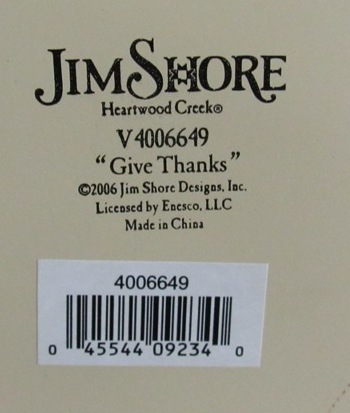 JIM SHORE
Heartwood Creek®
V 4006649
“Give Thanks”
©2006 Jim Shore Designs, Inc.
Licensed by Enesco, LLC
Made in China
4006649
0 45544 09234 0